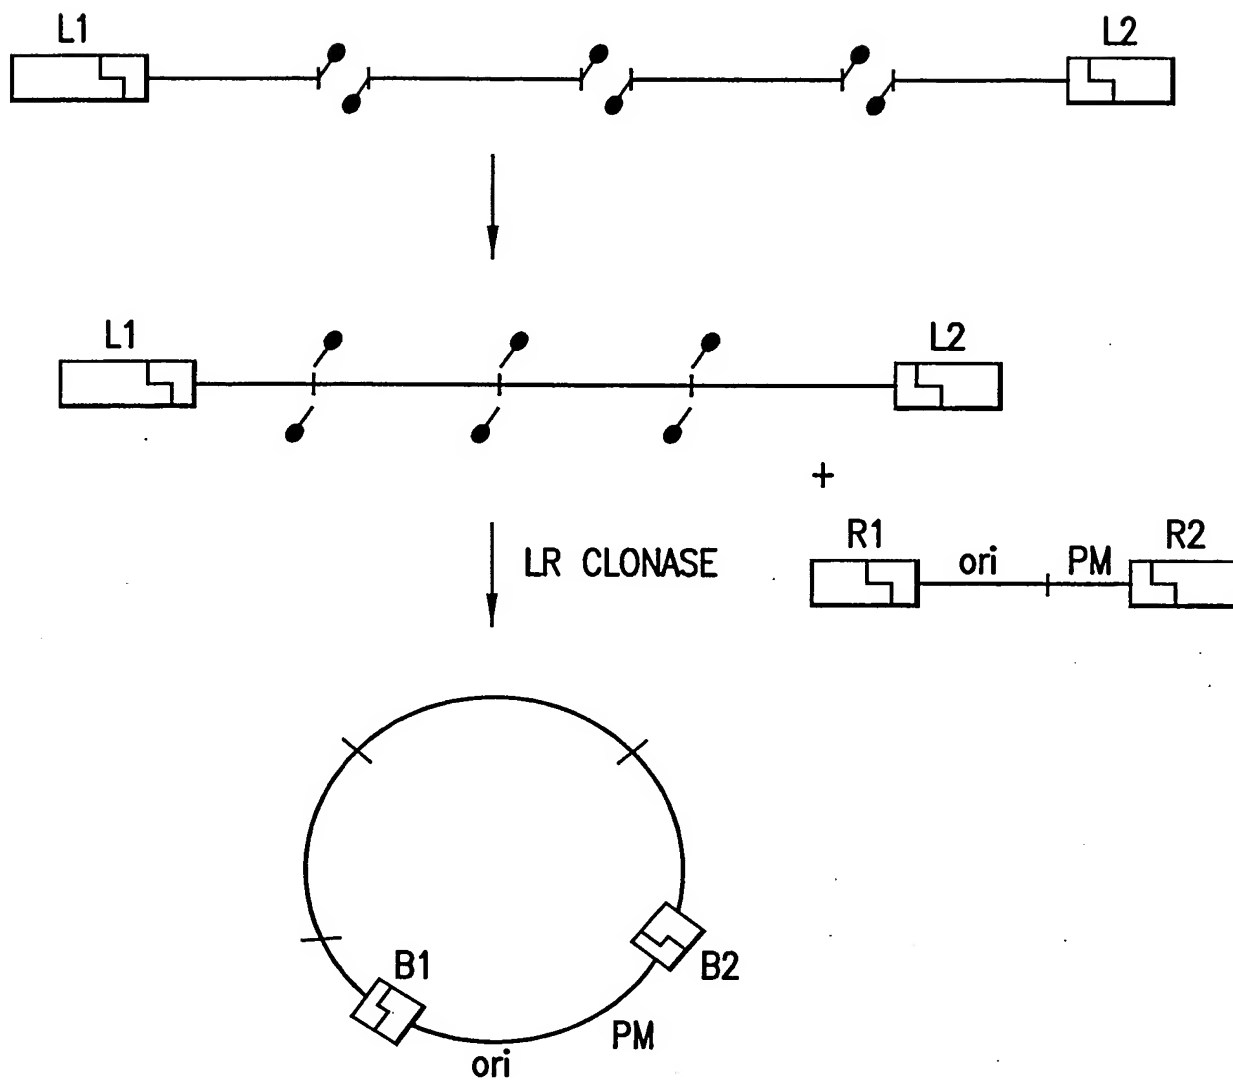 L1 L2
L1 L2
+
R1 ori PM R2
LR CLONASE
B1 B2
ori PM